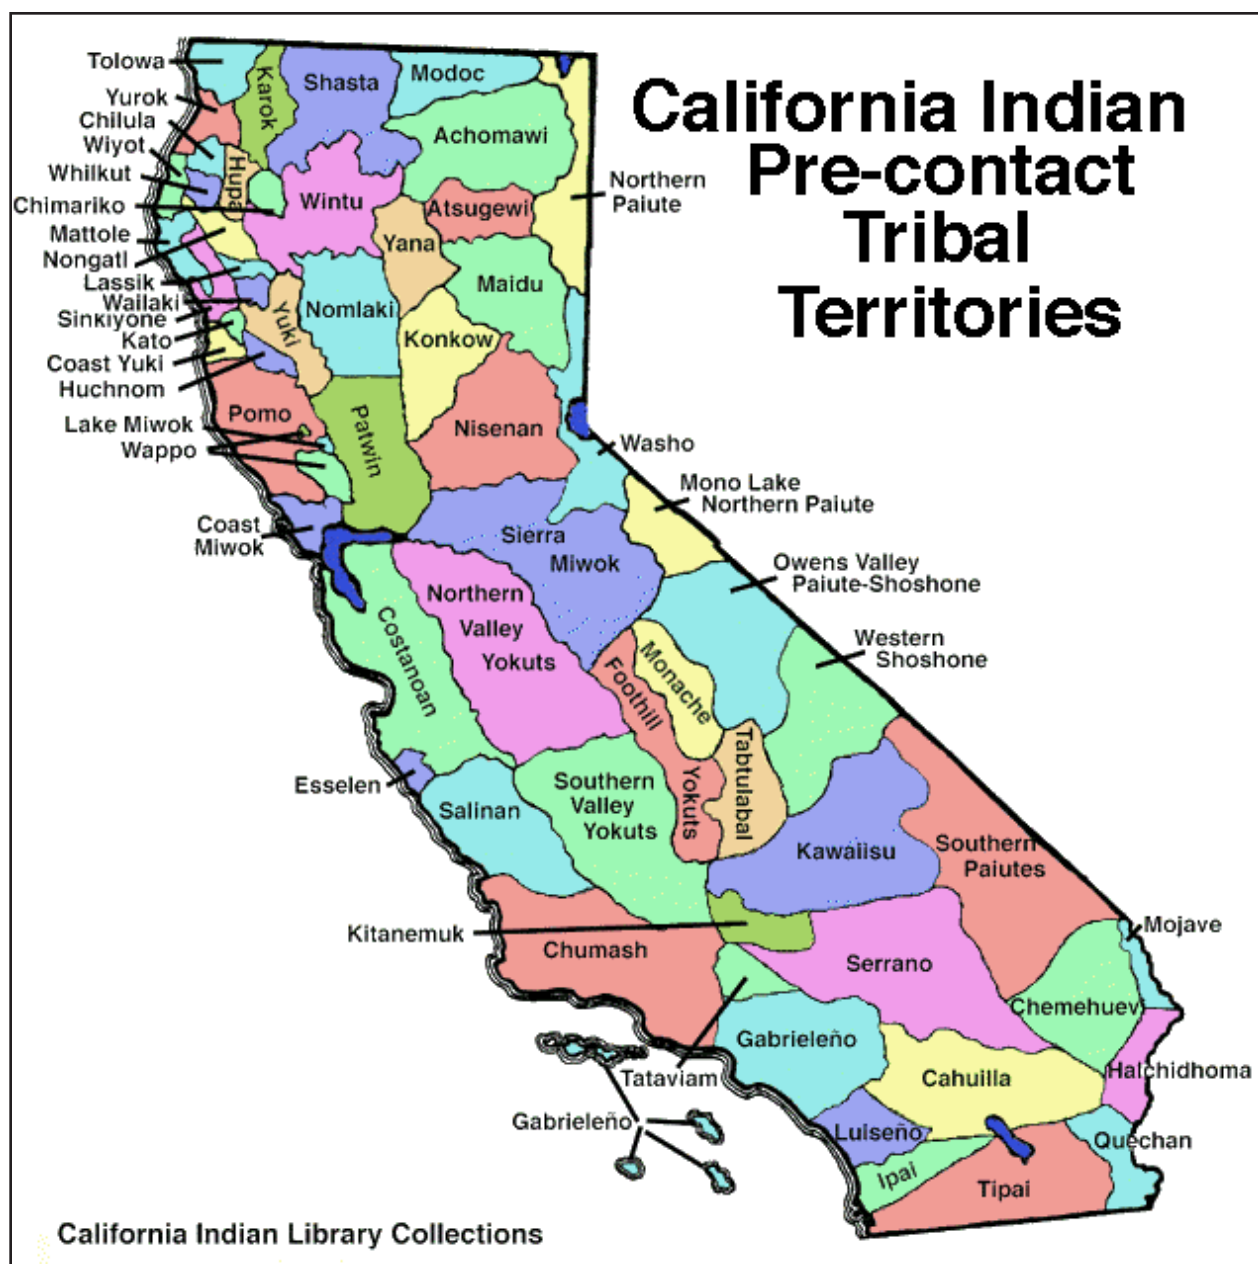 California Indian
Pre-contact
Tribal
Territories
Tolowa
Yurok
Chilula
Wiyot
Whilkut
Chimariko
Mattole
Nongatl
Lassik
Wailaki
Sinkiyone
Kato
Coast Yuki
Huchnom
Lake Miwok
Wappo
Coast
Miwok
Karok
Shasta
Modoc
Achomawi
Hupa
Wintu
Atsugewi
Northern
Paiute
Yana
Maidu
Yuki
Nomlaki
Konkow
Pomo
Patwin
Nisenan
Washo
Mono Lake
Northern Paiute
Sierra
Miwok
Owens Valley
Paiute-Shoshone
Northern
Valley
Yokuts
Costanoan
Western
Shoshone
Monache
Foothill
Yokuts
Tabtulabal
Esselen
Salinan
Southern
Valley
Yokuts
Kawaiisu
Southern
Paiutes
Kitanemuk
Chumash
Serrano
Mojave
Chemehuevi
Gabrieleño
Tataviam
Cahuilla
Halchidhoma
Gabrieleño
Luiseño
Quechan
Ipai
Tipai
California Indian Library Collections